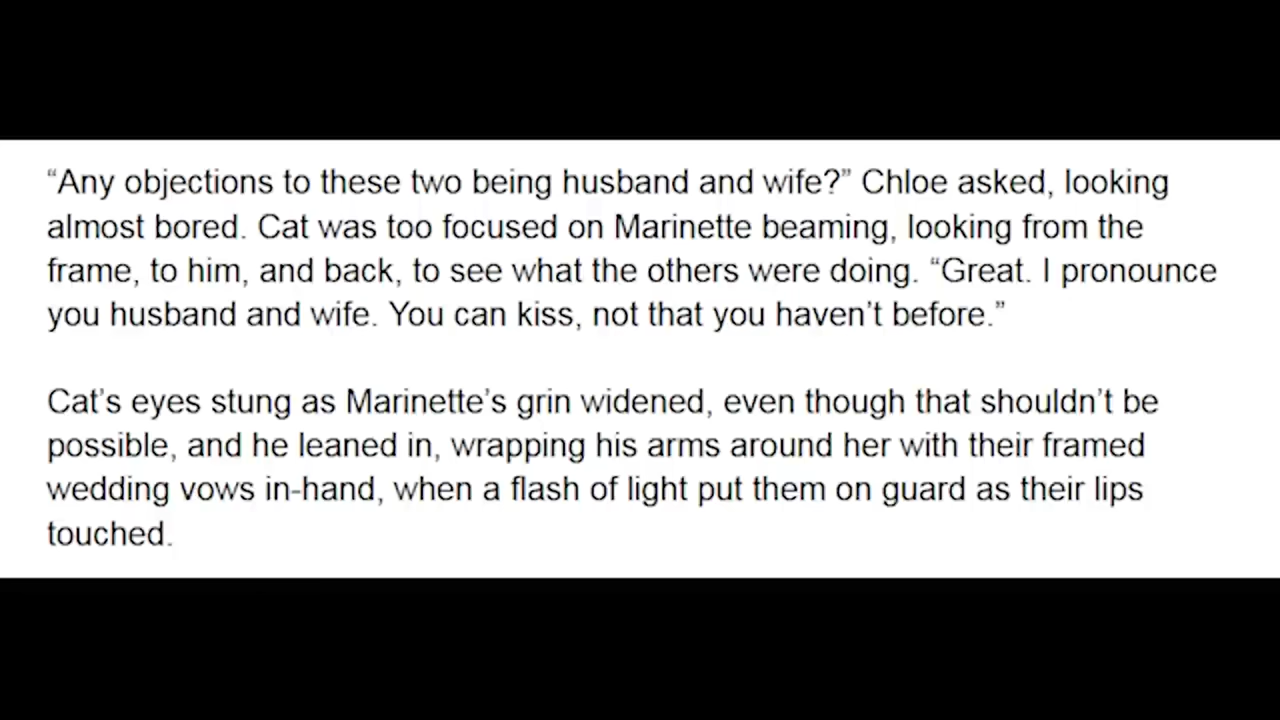 “Any objections to these two being husband and wife?” Chloe asked, looking
almost bored. Cat was too focused on Marinette beaming, looking from the
frame, to him, and back, to see what the others were doing. “Great. I pronounce
you husband and wife. You can kiss, not that you haven’t before.”
Cat’s eyes stung as Marinette’s grin widened, even though that shouldn’t be
possible, and he leaned in, wrapping his arms around her with their framed
wedding vows in-hand, when a flash of light put them on guard as their lips
touched.